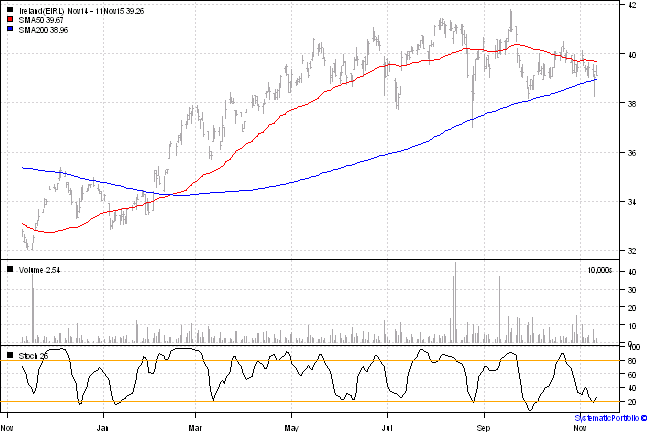 Ireland(EIRL) Nov14 - 11Nov15 39.26
SMA50 39.67
SMA200 38.96
42
40
38
36
34
32
Volume 2.54
10,000s
40
30
20
10
0
Stoch 26
100
80
60
40
20
Nov Jan Mar May Jul Sep Nov
SystematicPortfolio ©